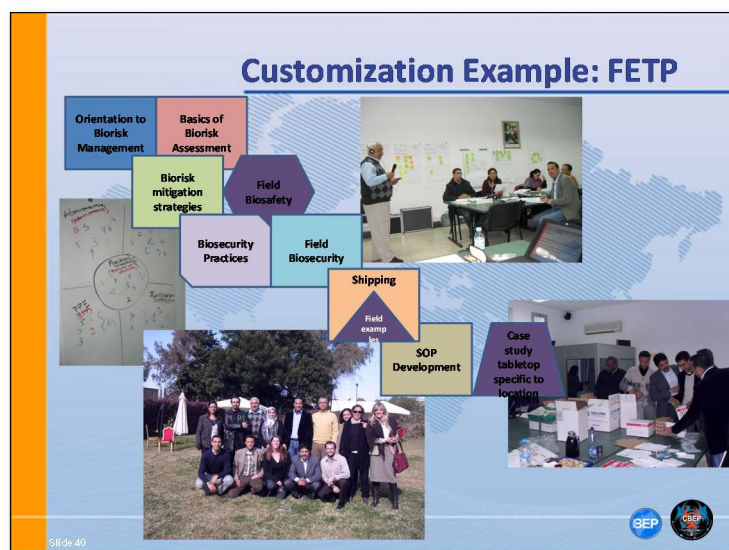 Customization Example: FETP
Orientation to
Biorisk
Management
Basics of
Biorisk
Assessment
Biorisk
mitigation
strategies
Field
Biosafety
Biosecurity
Practices
Field
Biosecurity
Shipping
Field
examp
les
SOP
Development
Case
study
tabletop
specific to
location
PPE
BEP
CBEP
Slide 40